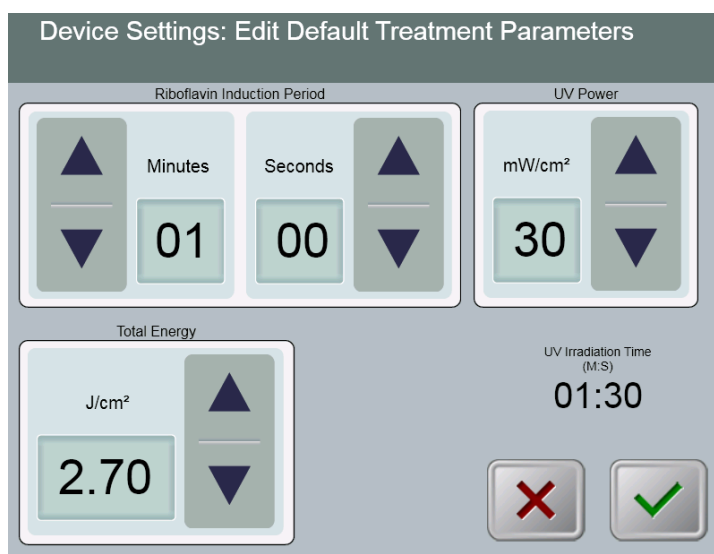 Device Settings: Edit Default Treatment Parameters
Riboflavin Induction Period
UV Power
Minutes
Seconds
mW/cm²
01
00
30
Total Energy
J/cm²
2.70
UV Irradiation Time
(M:S)
01:30